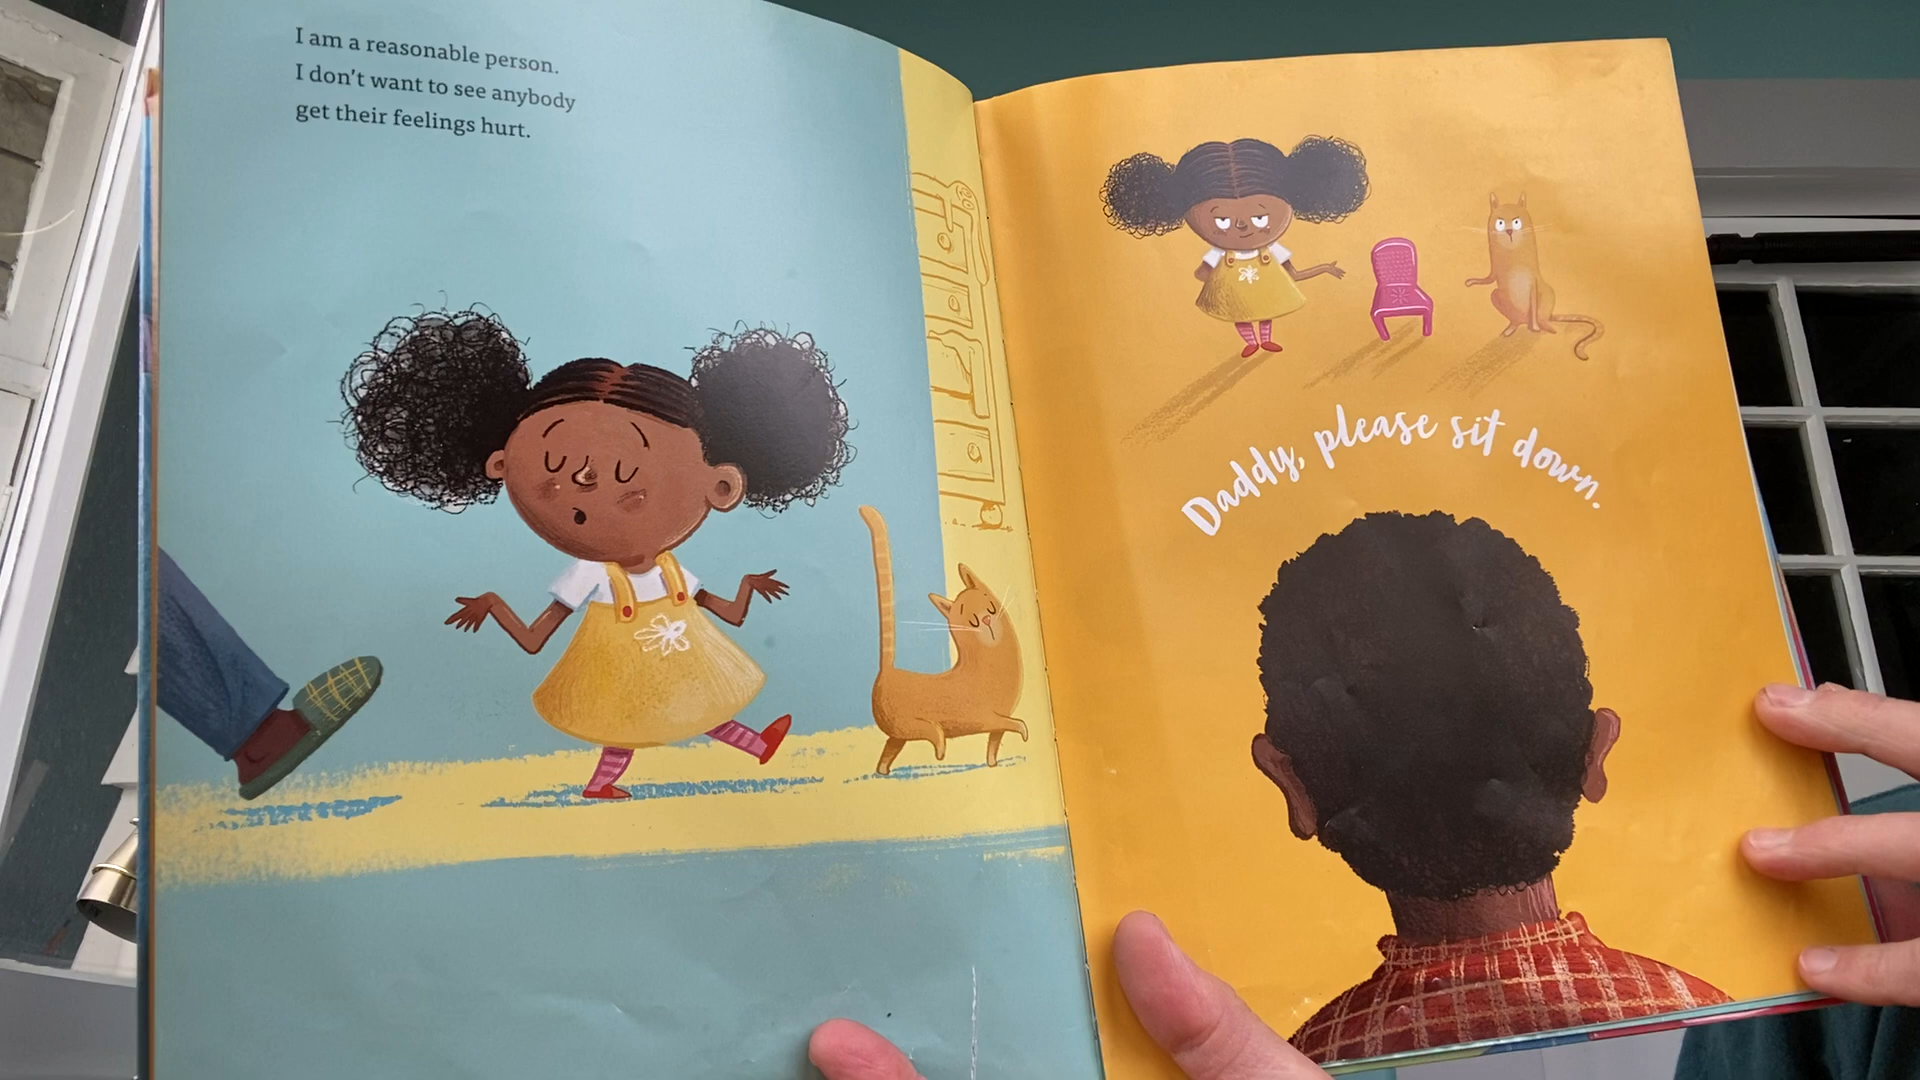 I am a reasonable person.
I don't want to see anybody
get their feelings hurt.
Daddy, please sit down.